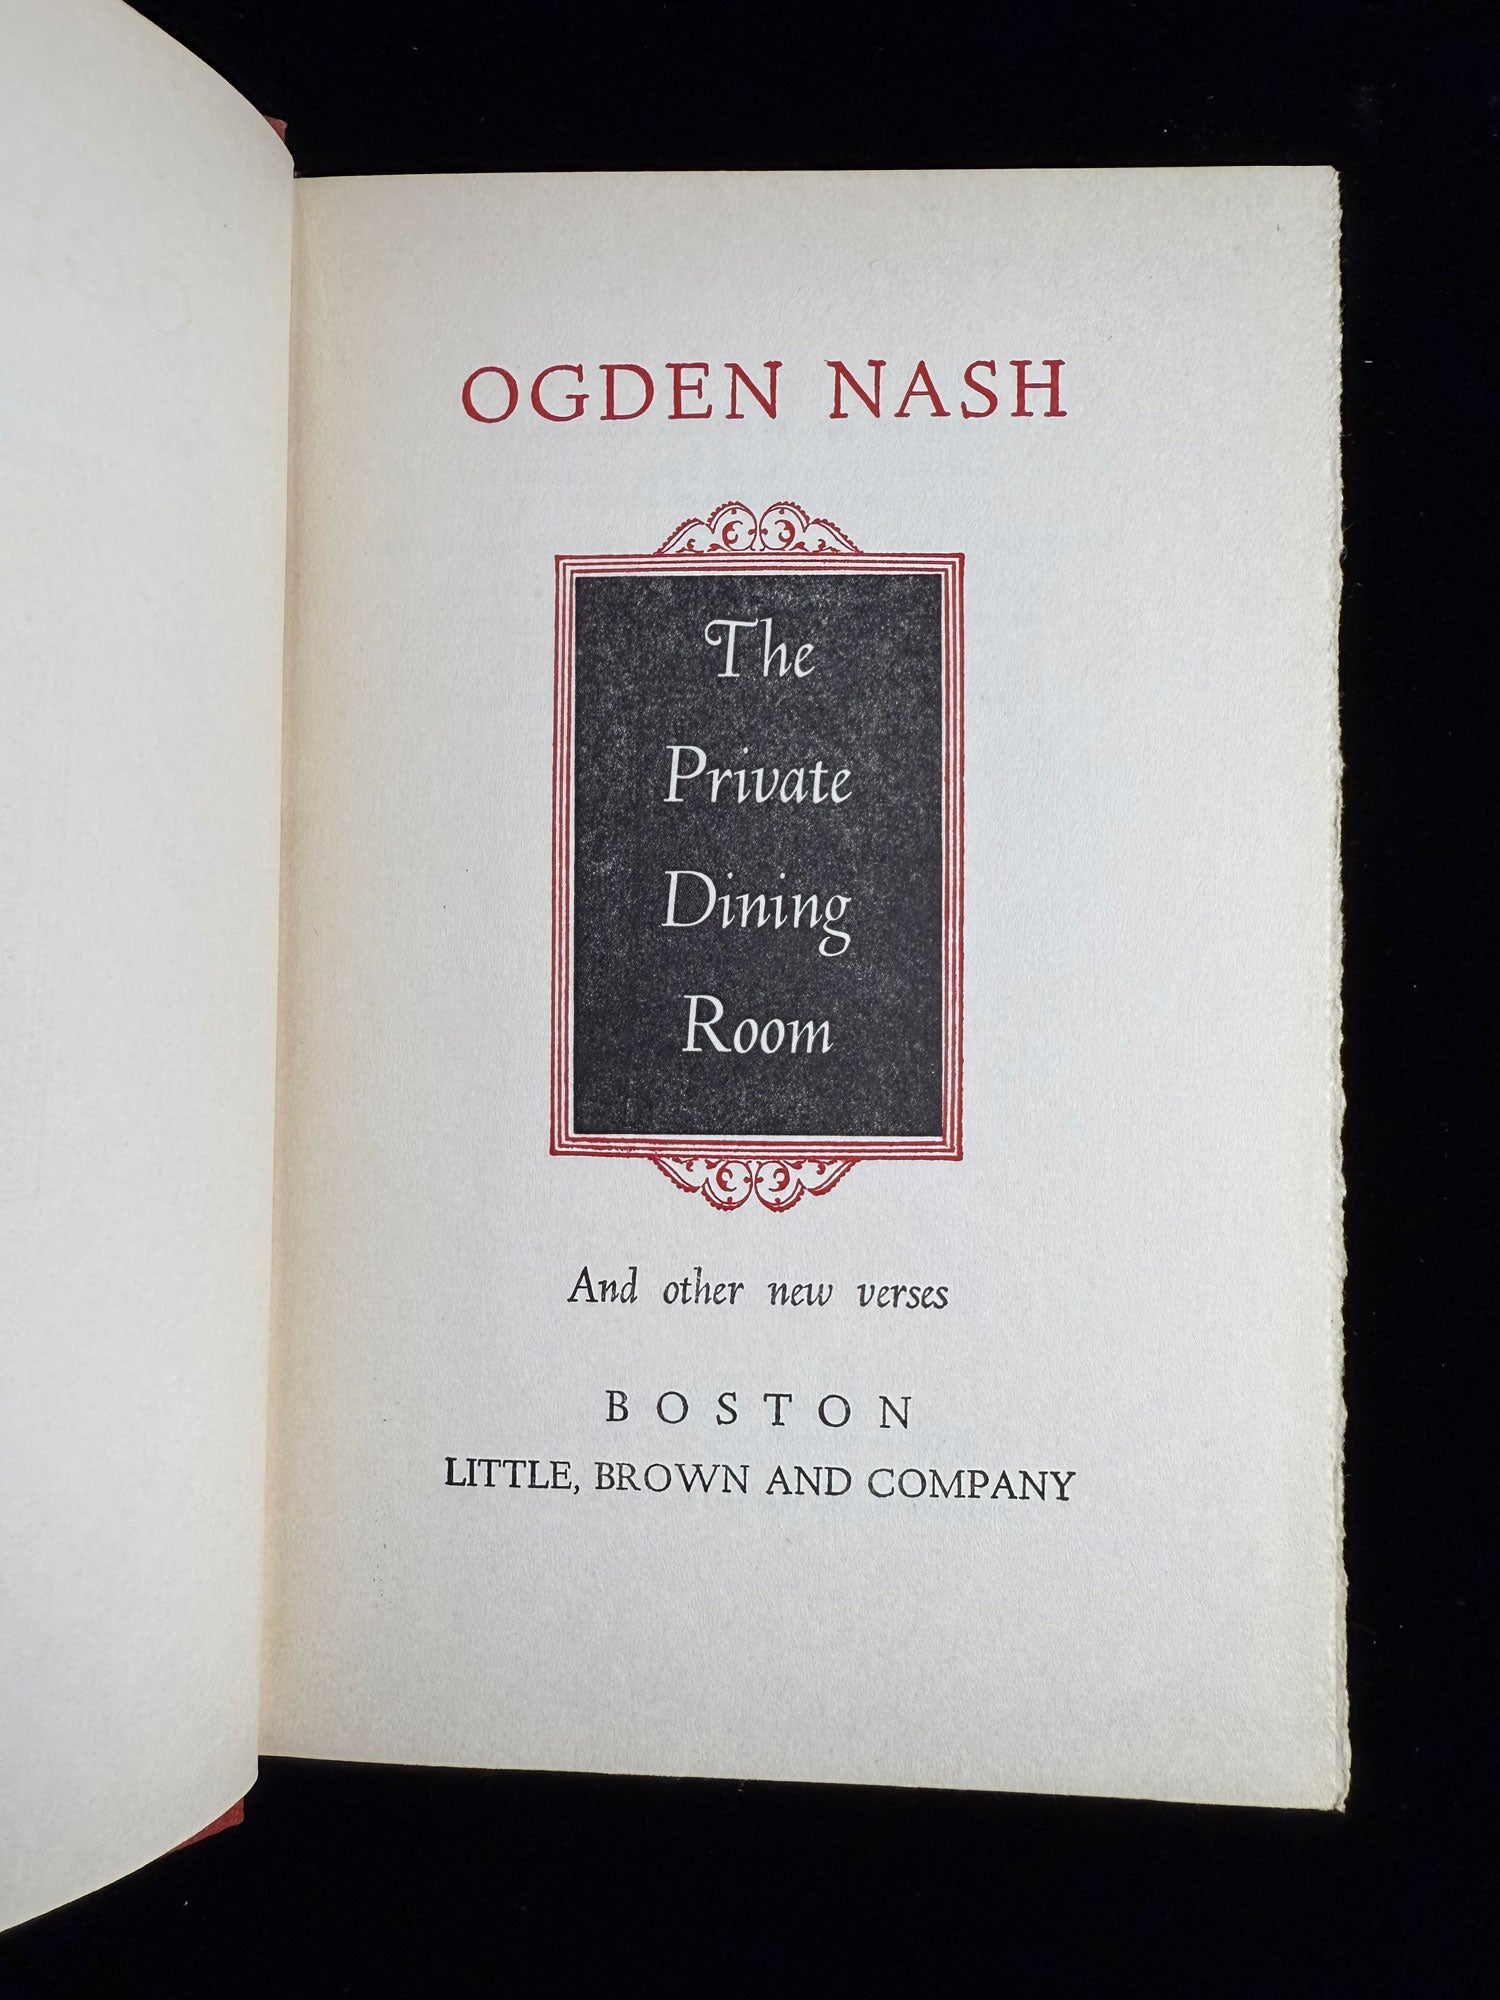 OGDEN NASH
The
Private
Dining
Room
And other new verses
BOSTON
LITTLE, BROWN AND COMPANY